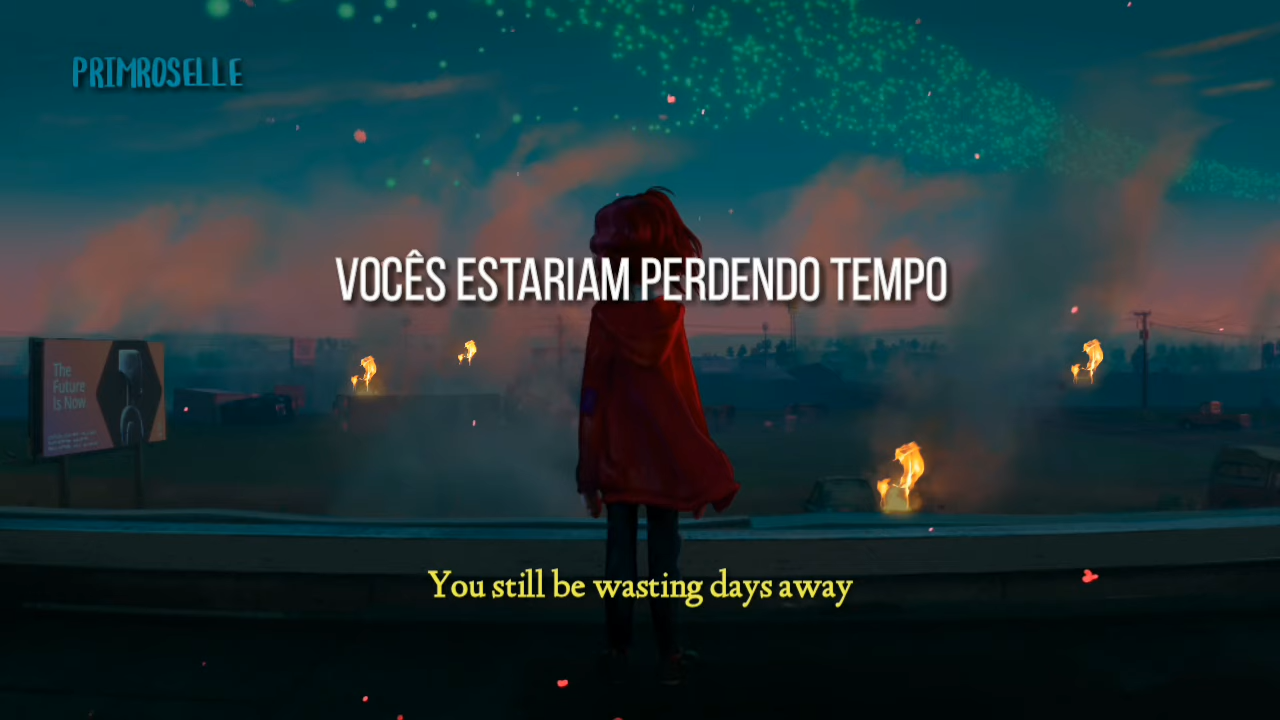 PRIMROSELLE
VOCÊS ESTARIAM PERDENDO TEMPO
The
Future
Is Now
You still be wasting days away